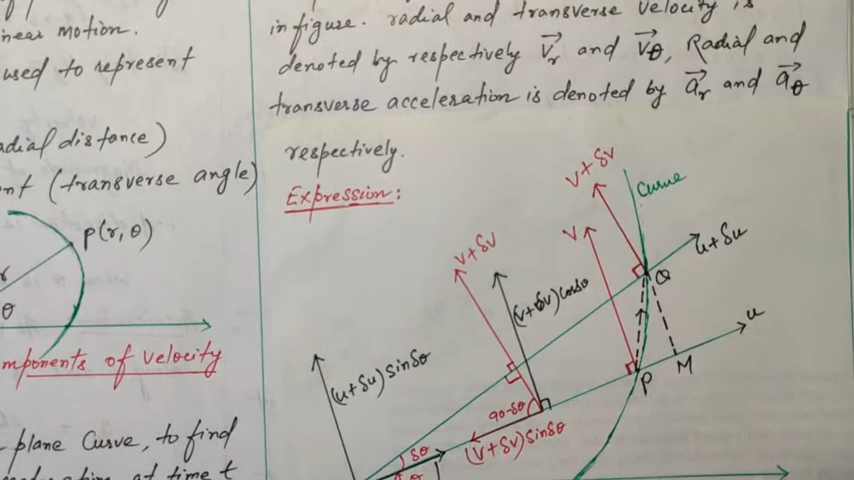 near motion.
used to represent
adial distance)
nt (transverse angle)
P(r, θ)
r
θ
mponents of velocity
plane Curve, to find
at time t
in figure. radial and transverse velocity is
denoted by respectively V⃗r and V⃗θ, Radial and
transverse acceleration is denoted by a⃗r and a⃗θ
respectively.
Expression:
V+δV
curve
V
u+δu
V+δV
Q
(V+δV)cosδθ
u
(u+δu)sinδθ
P
M
90-δθ
(V+δV)sinδθ
δθ
θ